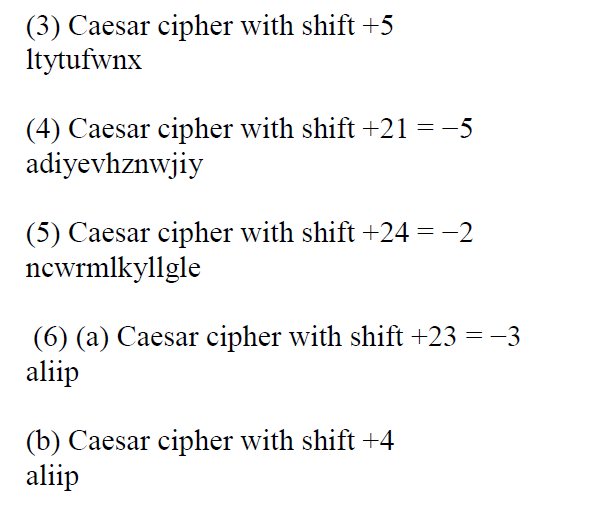 (3) Caesar cipher with shift +5
ltytufwnx
(4) Caesar cipher with shift +21 = −5
adiyevhznwjiy
(5) Caesar cipher with shift +24 = −2
ncwrmlkyllgle
(6) (a) Caesar cipher with shift +23 = −3
aliip
(b) Caesar cipher with shift +4
aliip